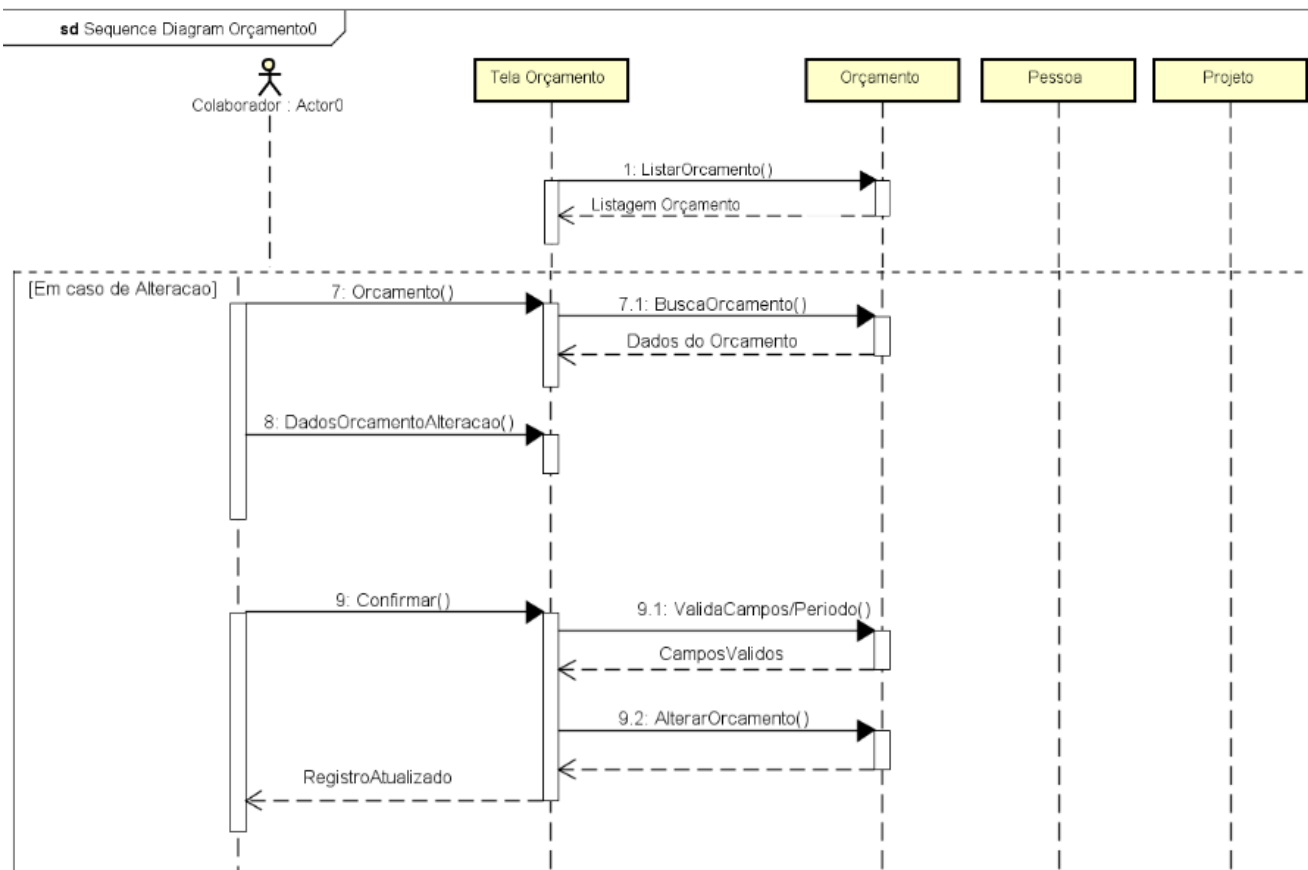 sd Sequence Diagram Orçamento0
Colaborador : Actor0
Tela Orçamento
Orçamento
Pessoa
Projeto
1: ListarOrcamento()
Listagem Orçamento
[Em caso de Alteracao]
7: Orcamento()
7.1: BuscaOrcamento()
Dados do Orcamento
8: DadosOrcamentoAlteracao()
9: Confirmar()
9.1: ValidaCampos/Periodo()
CamposValidos
9.2: AlterarOrcamento()
RegistroAtualizado